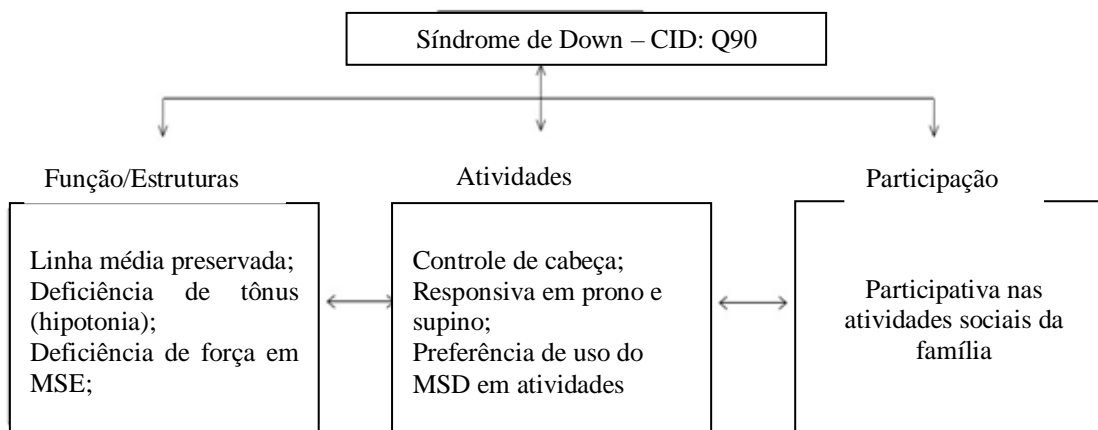 Síndrome de Down – CID: Q90
Função/Estruturas
Atividades
Participação
Linha média preservada;
Deficiência de tônus
(hipotonia);
Deficiência de força em
MSE;
Controle de cabeça;
Responsiva em prono e
supino;
Preferência de uso do
MSD em atividades
Participativa nas
atividades sociais da
família